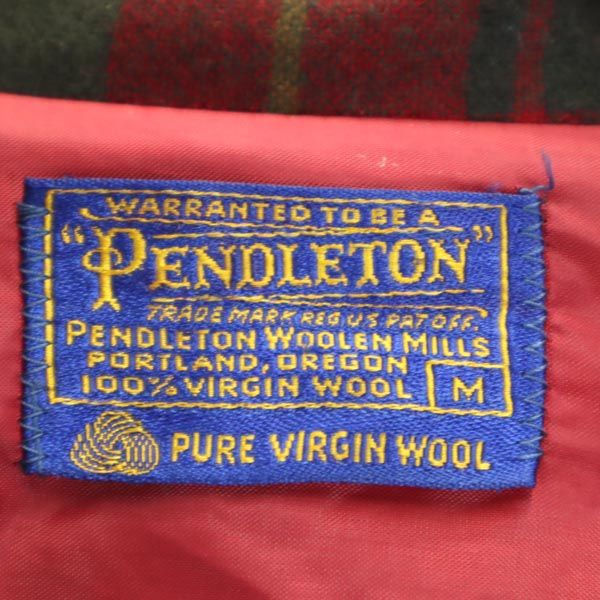 WARRANTED TO BE A
"PENDLETON"
TRADE MARK REG US. PAT OFF.
PENDLETON WOOLEN MILLS
PORTLAND, OREGON
100% VIRGIN WOOL M
PURE VIRGIN WOOL